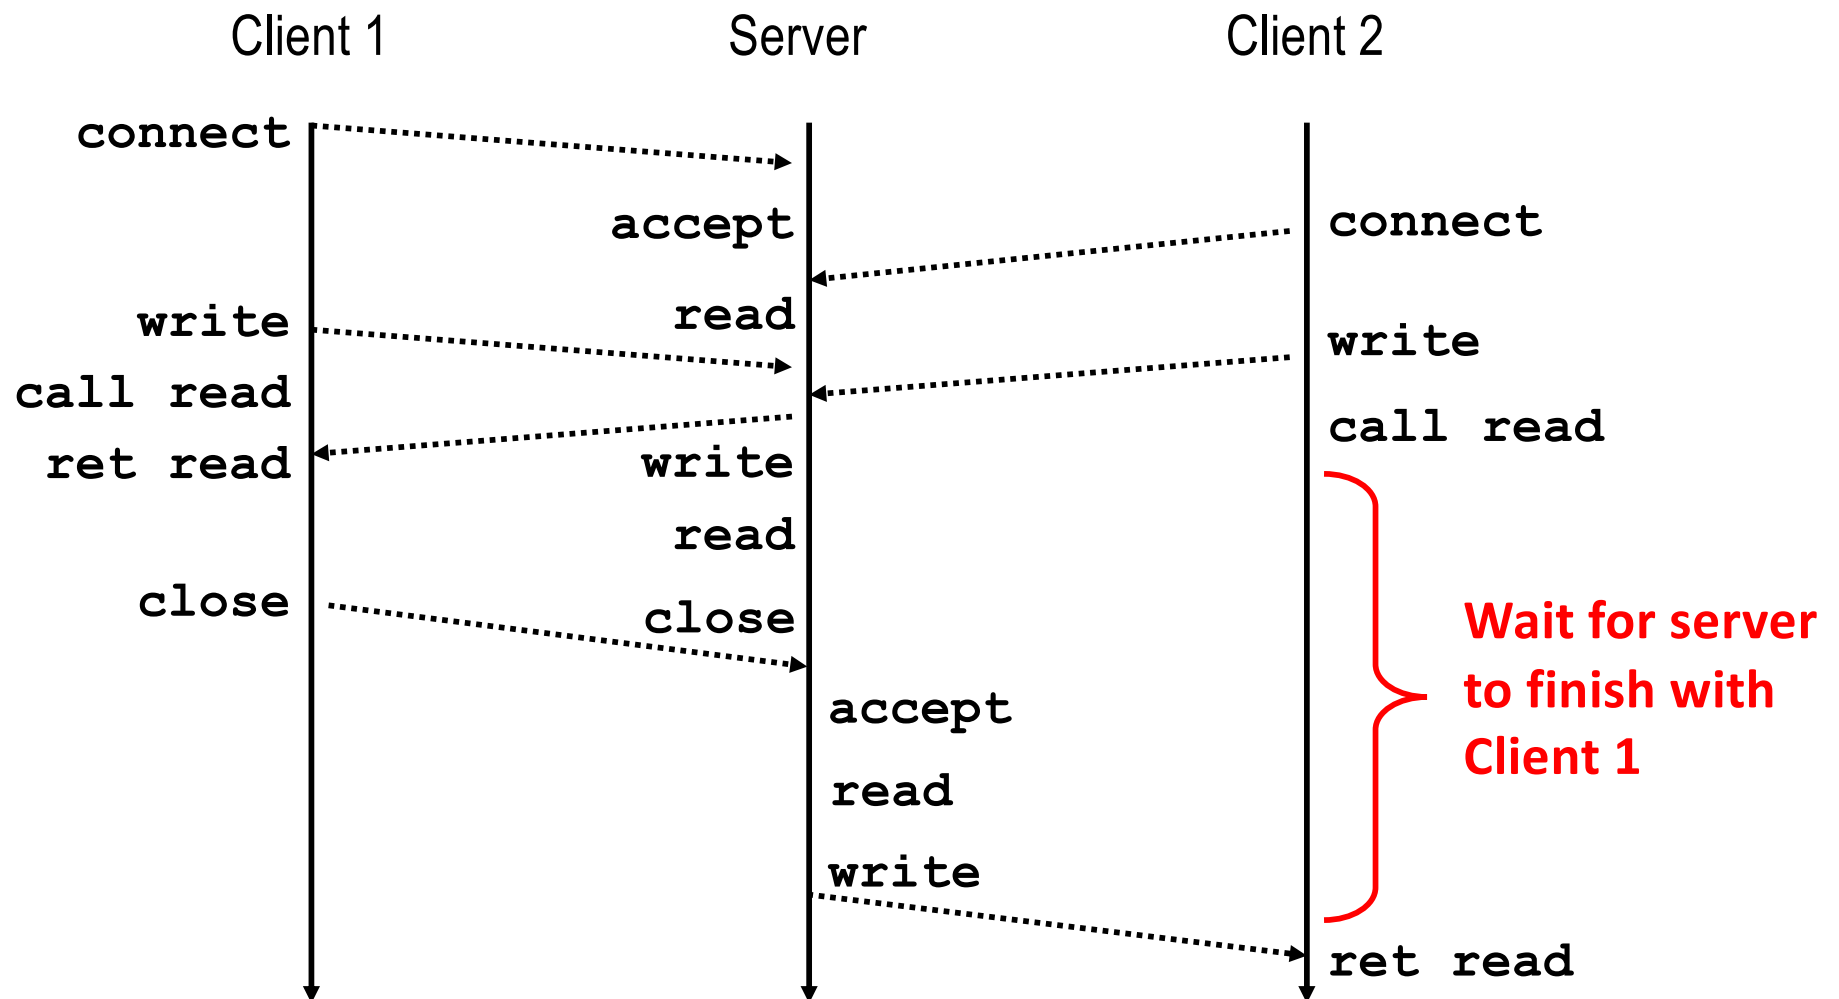 Client 1
Server
Client 2
connect
accept
connect
write
read
write
call read
call read
ret read
write
read
close
close
Wait for server
to finish with
Client 1
accept
read
write
ret read